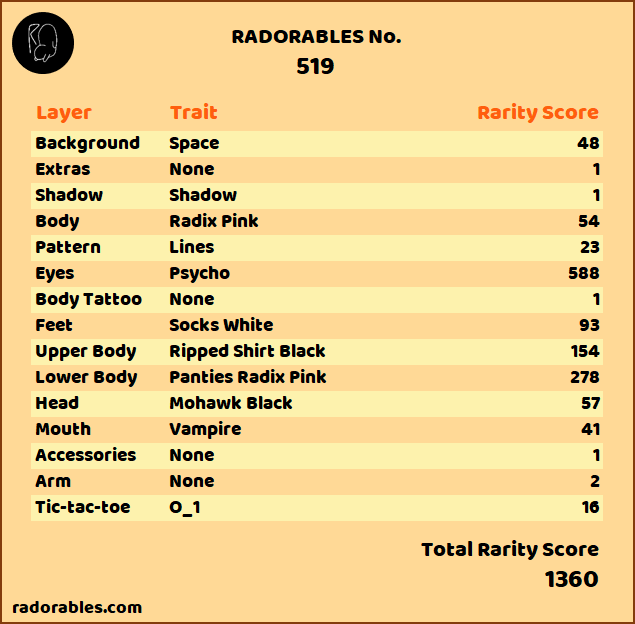 RADORABLES No.
519
Layer Trait Rarity Score
Background Space 48
Extras None 1
Shadow Shadow 1
Body Radix Pink 54
Pattern Lines 23
Eyes Psycho 588
Body Tattoo None 1
Feet Socks White 93
Upper Body Ripped Shirt Black 154
Lower Body Panties Radix Pink 278
Head Mohawk Black 57
Mouth Vampire 41
Accessories None 1
Arm None 2
Tic-tac-toe O_1 16
Total Rarity Score
1360
radorables.com